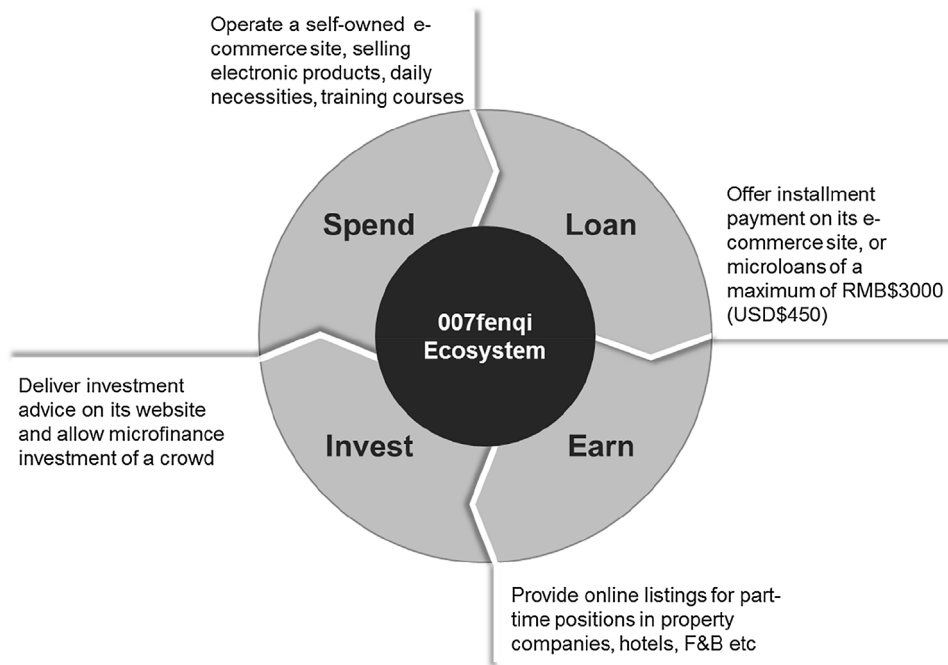 Operate a self-owned e-
commerce site, selling
electronic products, daily
necessities, training courses
Spend
Loan
Offer installment
payment on its e-
commerce site, or
microloans of a
maximum of RMB$3000
(USD$450)
007fenqi
Ecosystem
Deliver investment
advice on its website
and allow microfinance
investment of a crowd
Invest
Earn
Provide online listings for part-
time positions in property
companies, hotels, F&B etc